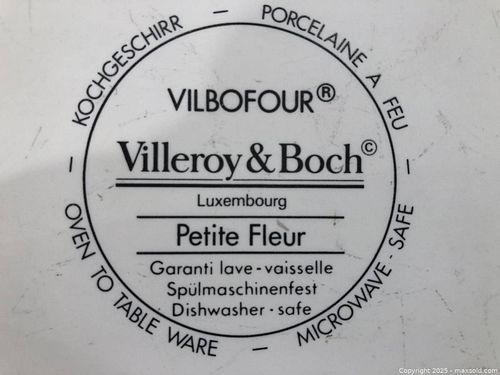 KOCHGESCHIRR – PORCELAINE A FEU –
VILBOFOUR®
Villeroy & Boch©
Luxembourg
Petite Fleur
Garanti lave-vaisselle
Spülmaschinenfest
Dishwasher-safe
– OVEN TO TABLE WARE – MICROWAVE-SAFE
Copyright 2025 - maxsold.com